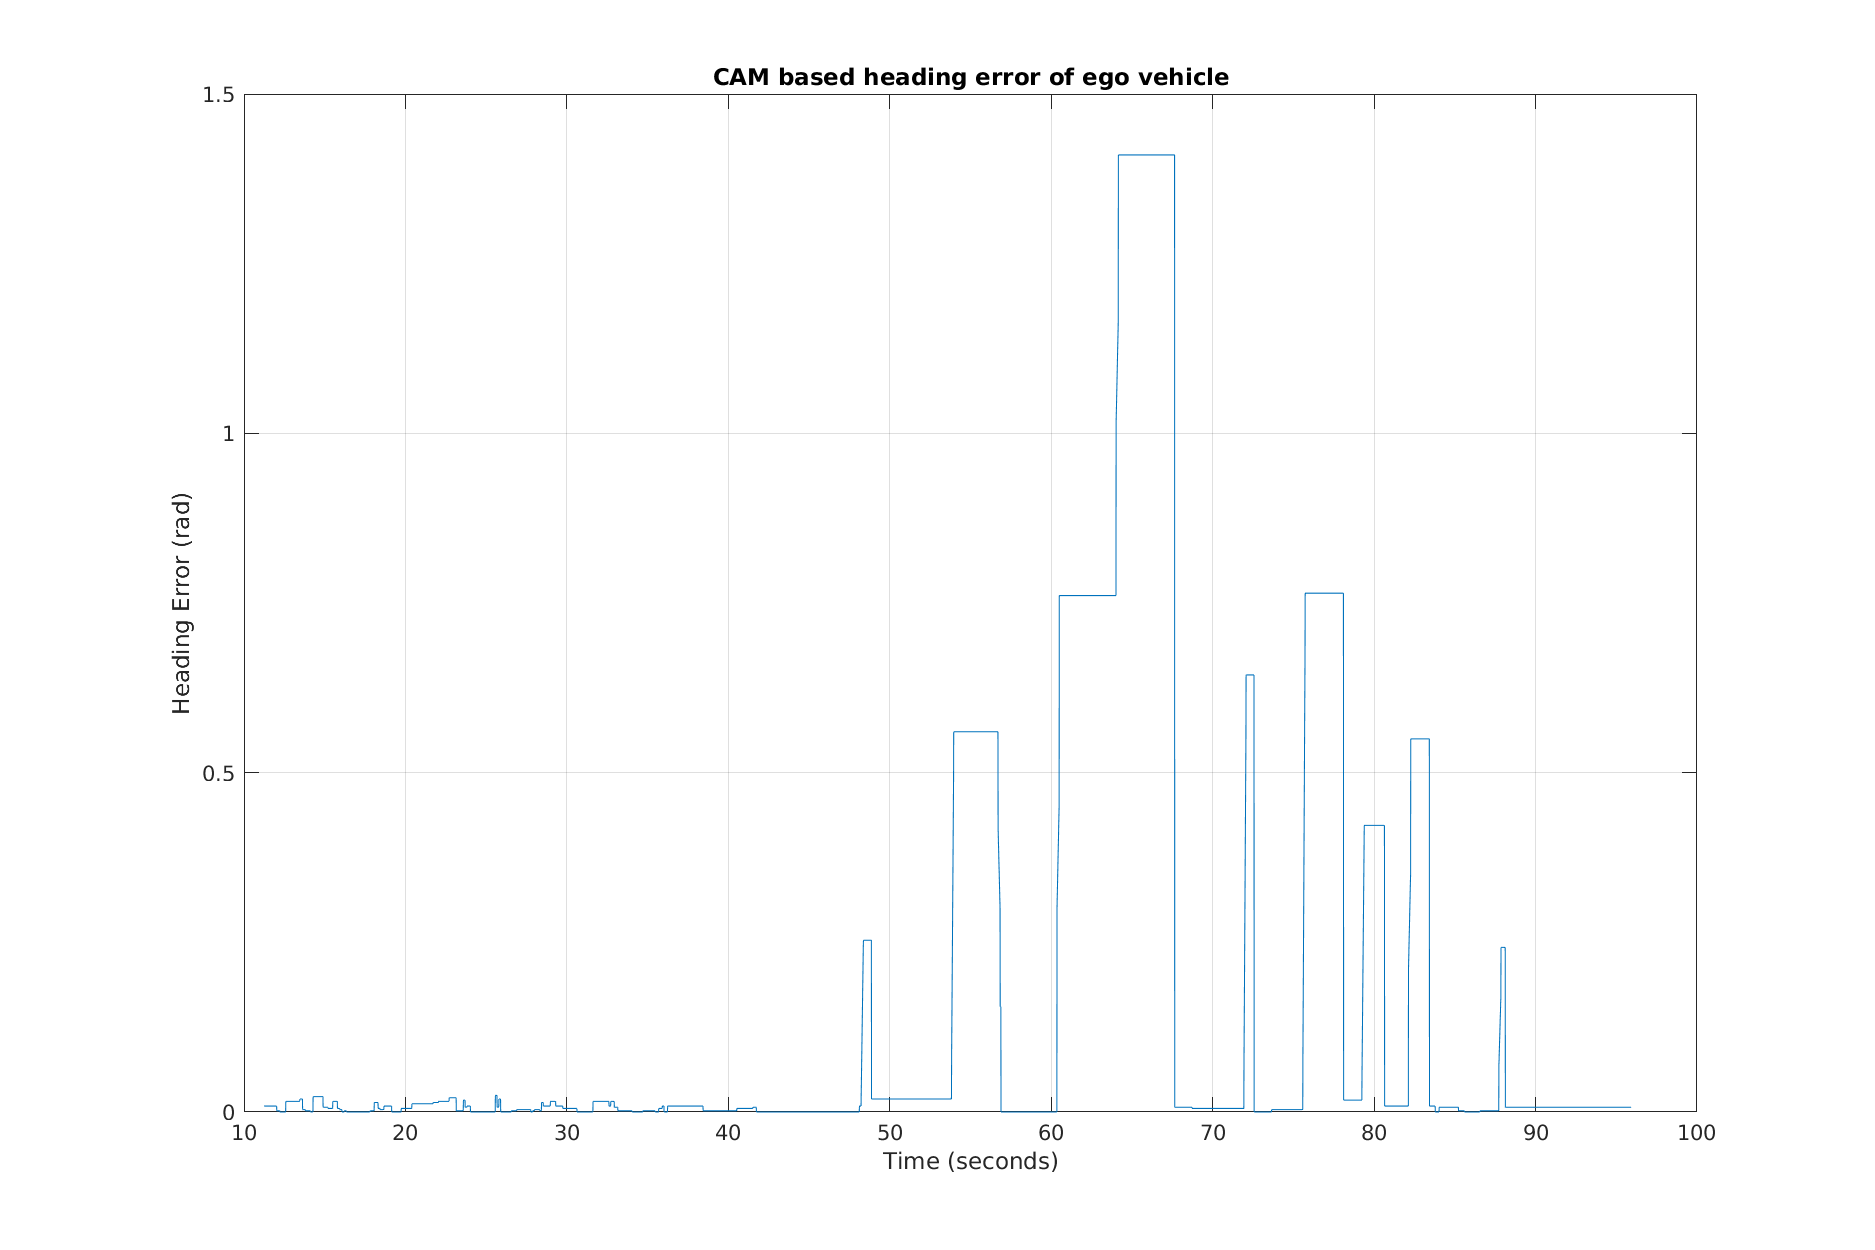 CAM based heading error of ego vehicle
1.5
1
0.5
0
Heading Error (rad)
10 20 30 40 50 60 70 80 90 100
Time (seconds)